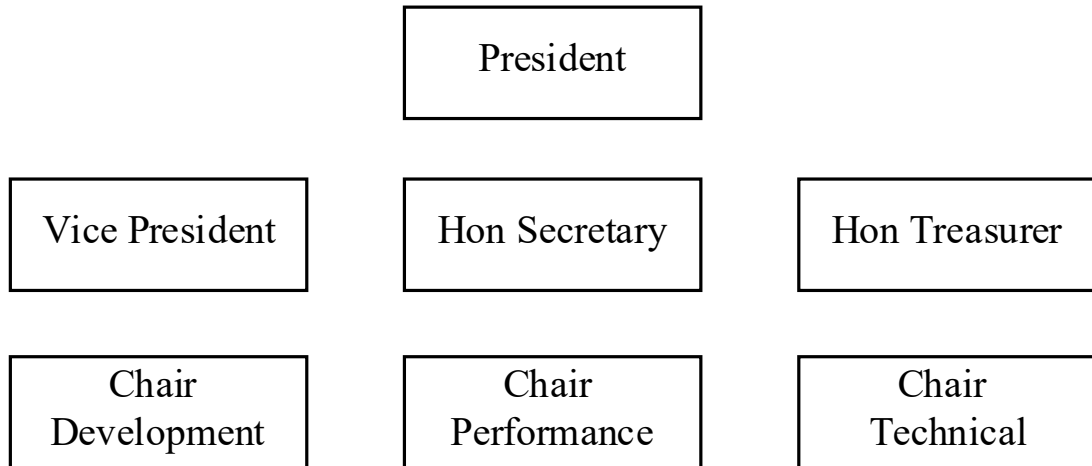 President
Vice President
Hon Secretary
Hon Treasurer
Chair
Development
Chair
Performance
Chair
Technical